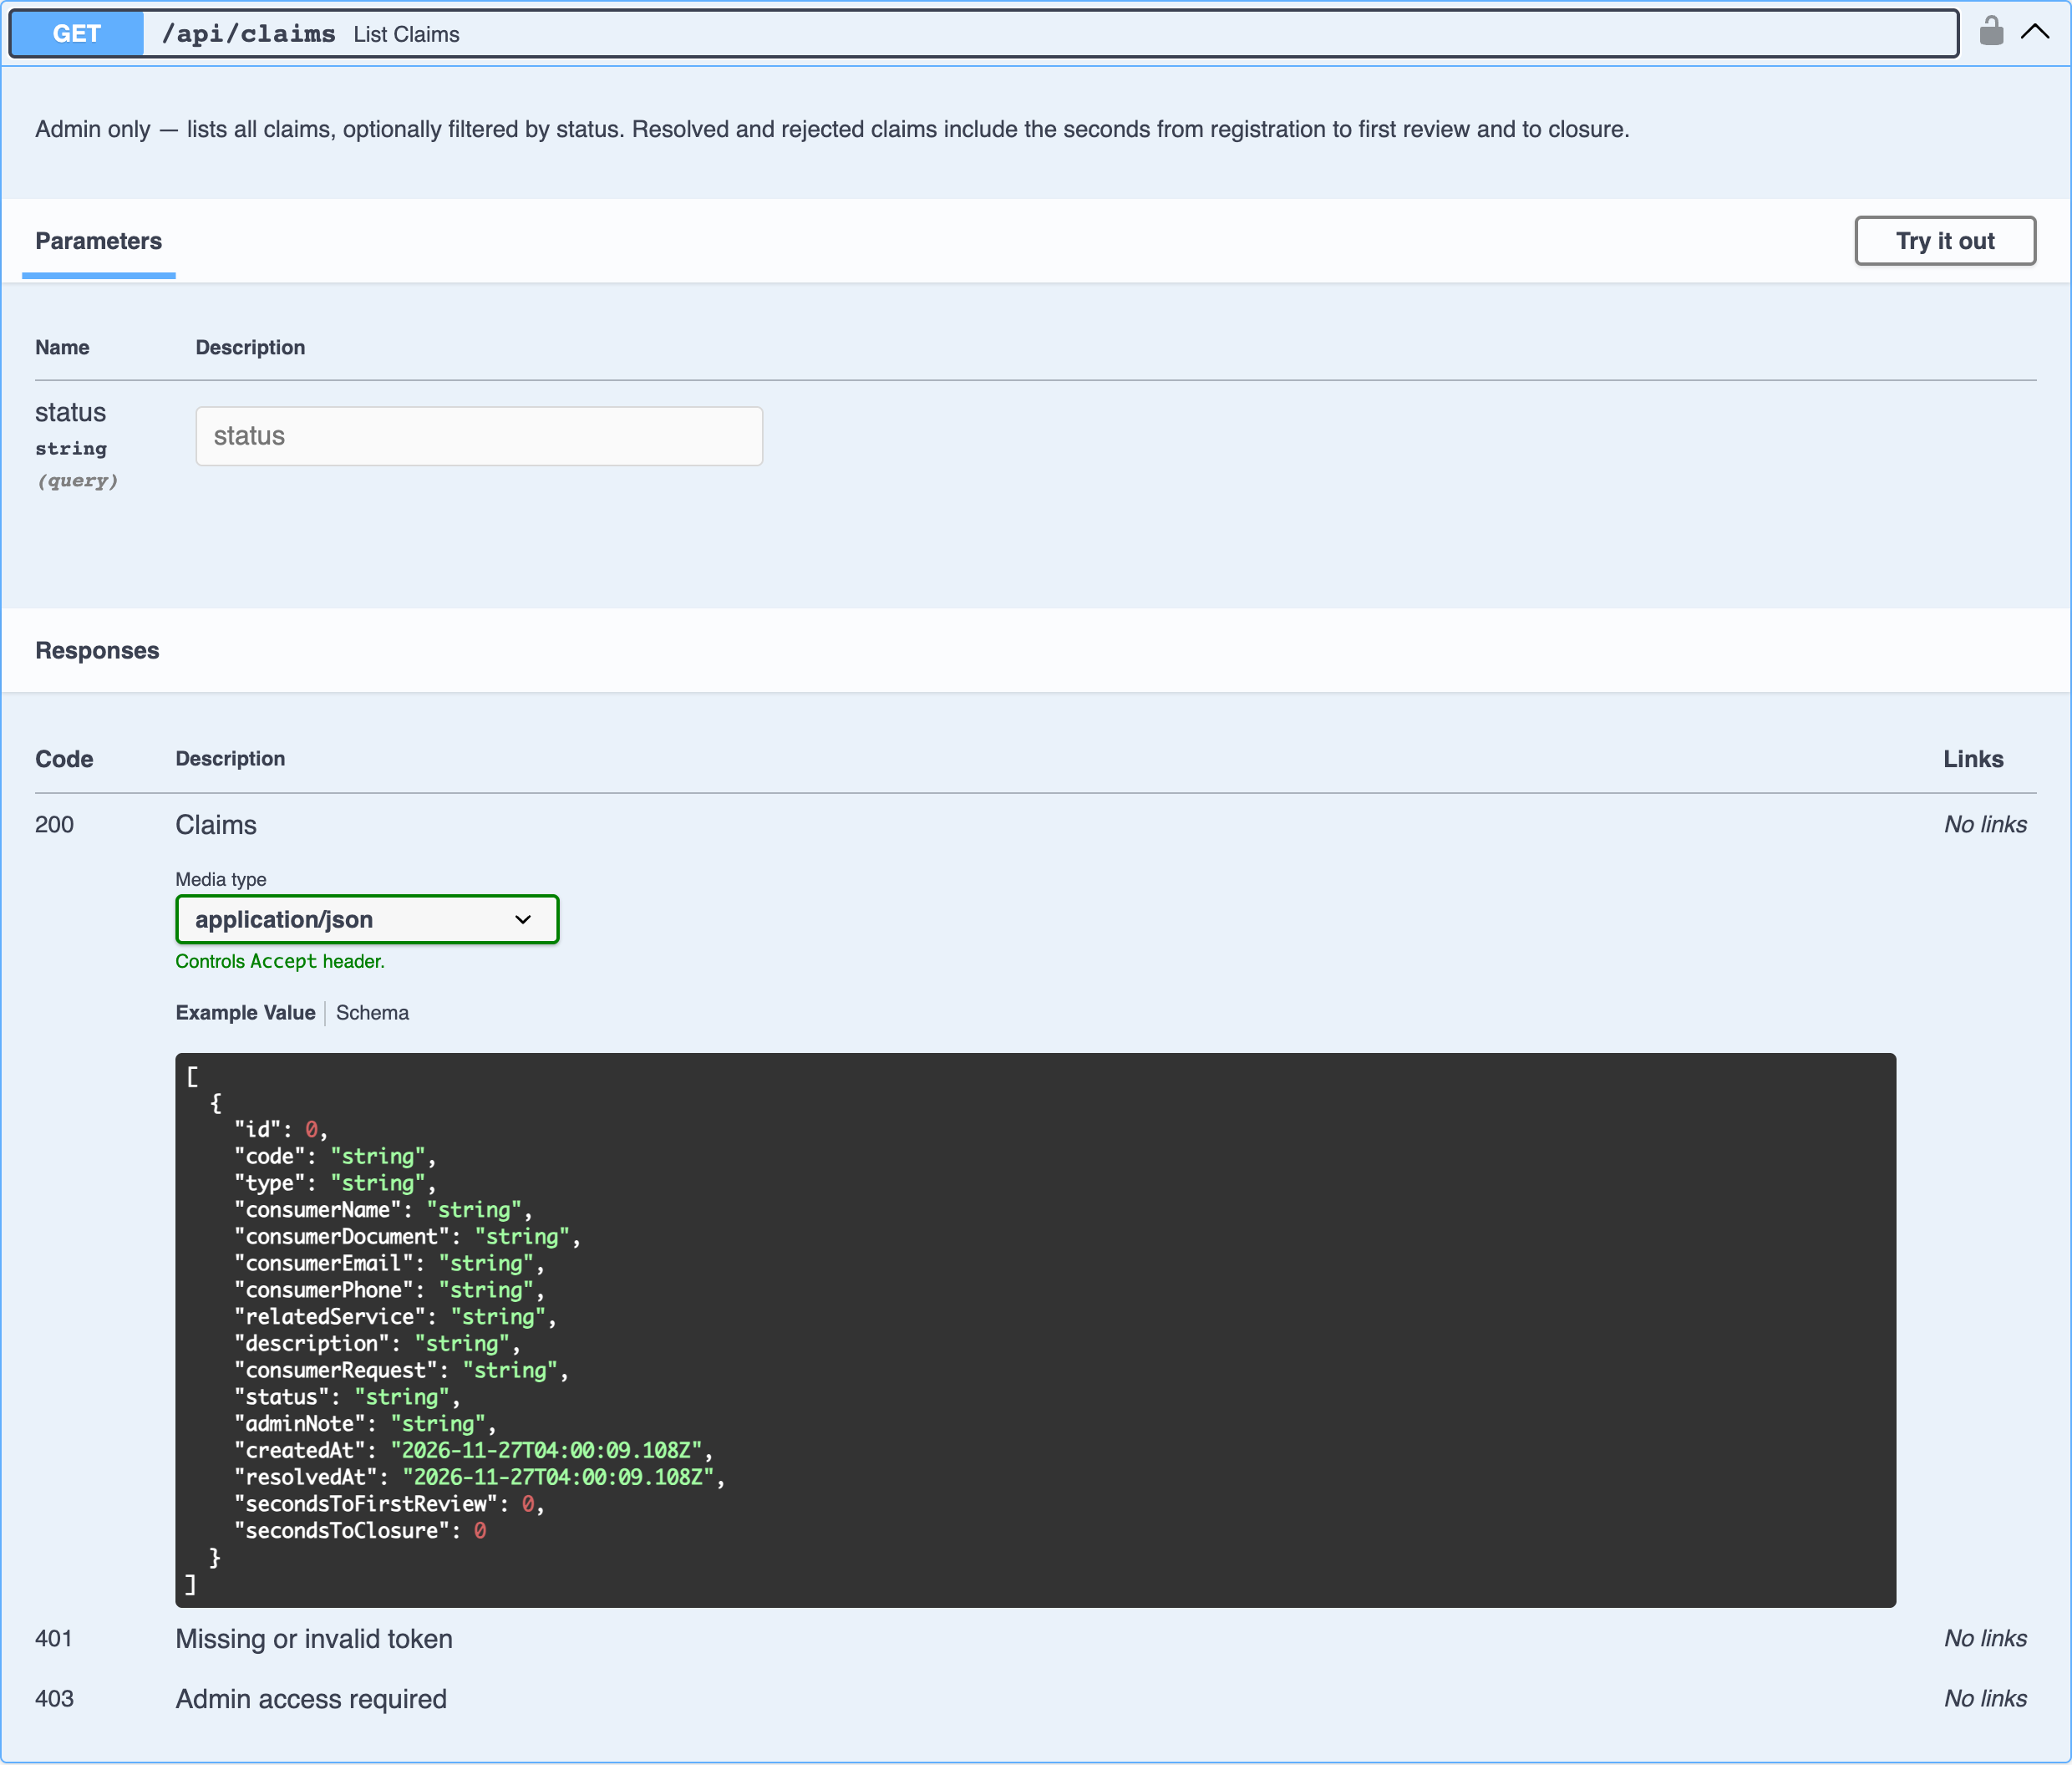 GET /api/claims List Claims
Admin only — lists all claims, optionally filtered by status. Resolved and rejected claims include the seconds from registration to first review and to closure.
Parameters Try it out
Name Description
status status
string
(query)
Responses
Code Description Links
200 Claims No links
Media type
application/json
Controls Accept header.
Example Value Schema
[
  {
    "id": 0,
    "code": "string",
    "type": "string",
    "consumerName": "string",
    "consumerDocument": "string",
    "consumerEmail": "string",
    "consumerPhone": "string",
    "relatedService": "string",
    "description": "string",
    "consumerRequest": "string",
    "status": "string",
    "adminNote": "string",
    "createdAt": "2026-11-27T04:00:09.108Z",
    "resolvedAt": "2026-11-27T04:00:09.108Z",
    "secondsToFirstReview": 0,
    "secondsToClosure": 0
  }
]
401 Missing or invalid token No links
403 Admin access required No links